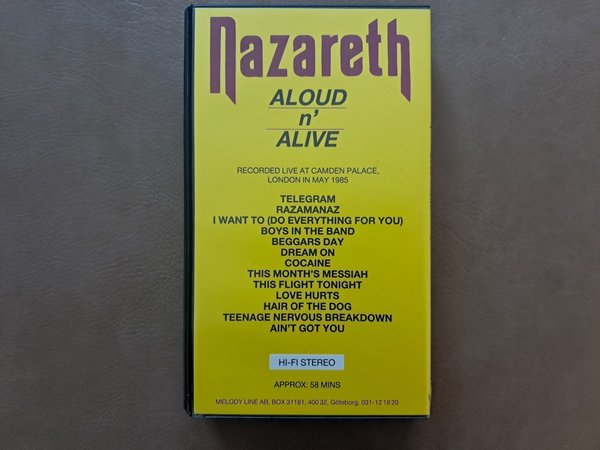 Nazareth
ALOUD
n'
ALIVE
RECORDED LIVE AT CAMDEN PALACE,
LONDON IN MAY 1985
TELEGRAM
RAZAMANAZ
I WANT TO (DO EVERYTHING FOR YOU)
BOYS IN THE BAND
BEGGARS DAY
DREAM ON
COCAINE
THIS MONTH'S MESSIAH
THIS FLIGHT TONIGHT
LOVE HURTS
HAIR OF THE DOG
TEENAGE NERVOUS BREAKDOWN
AIN'T GOT YOU
HI-FI STEREO
APPROX: 58 MINS
MELODY LINE AB, BOX 31181, 400 32, Göteborg. 031-12 18 20